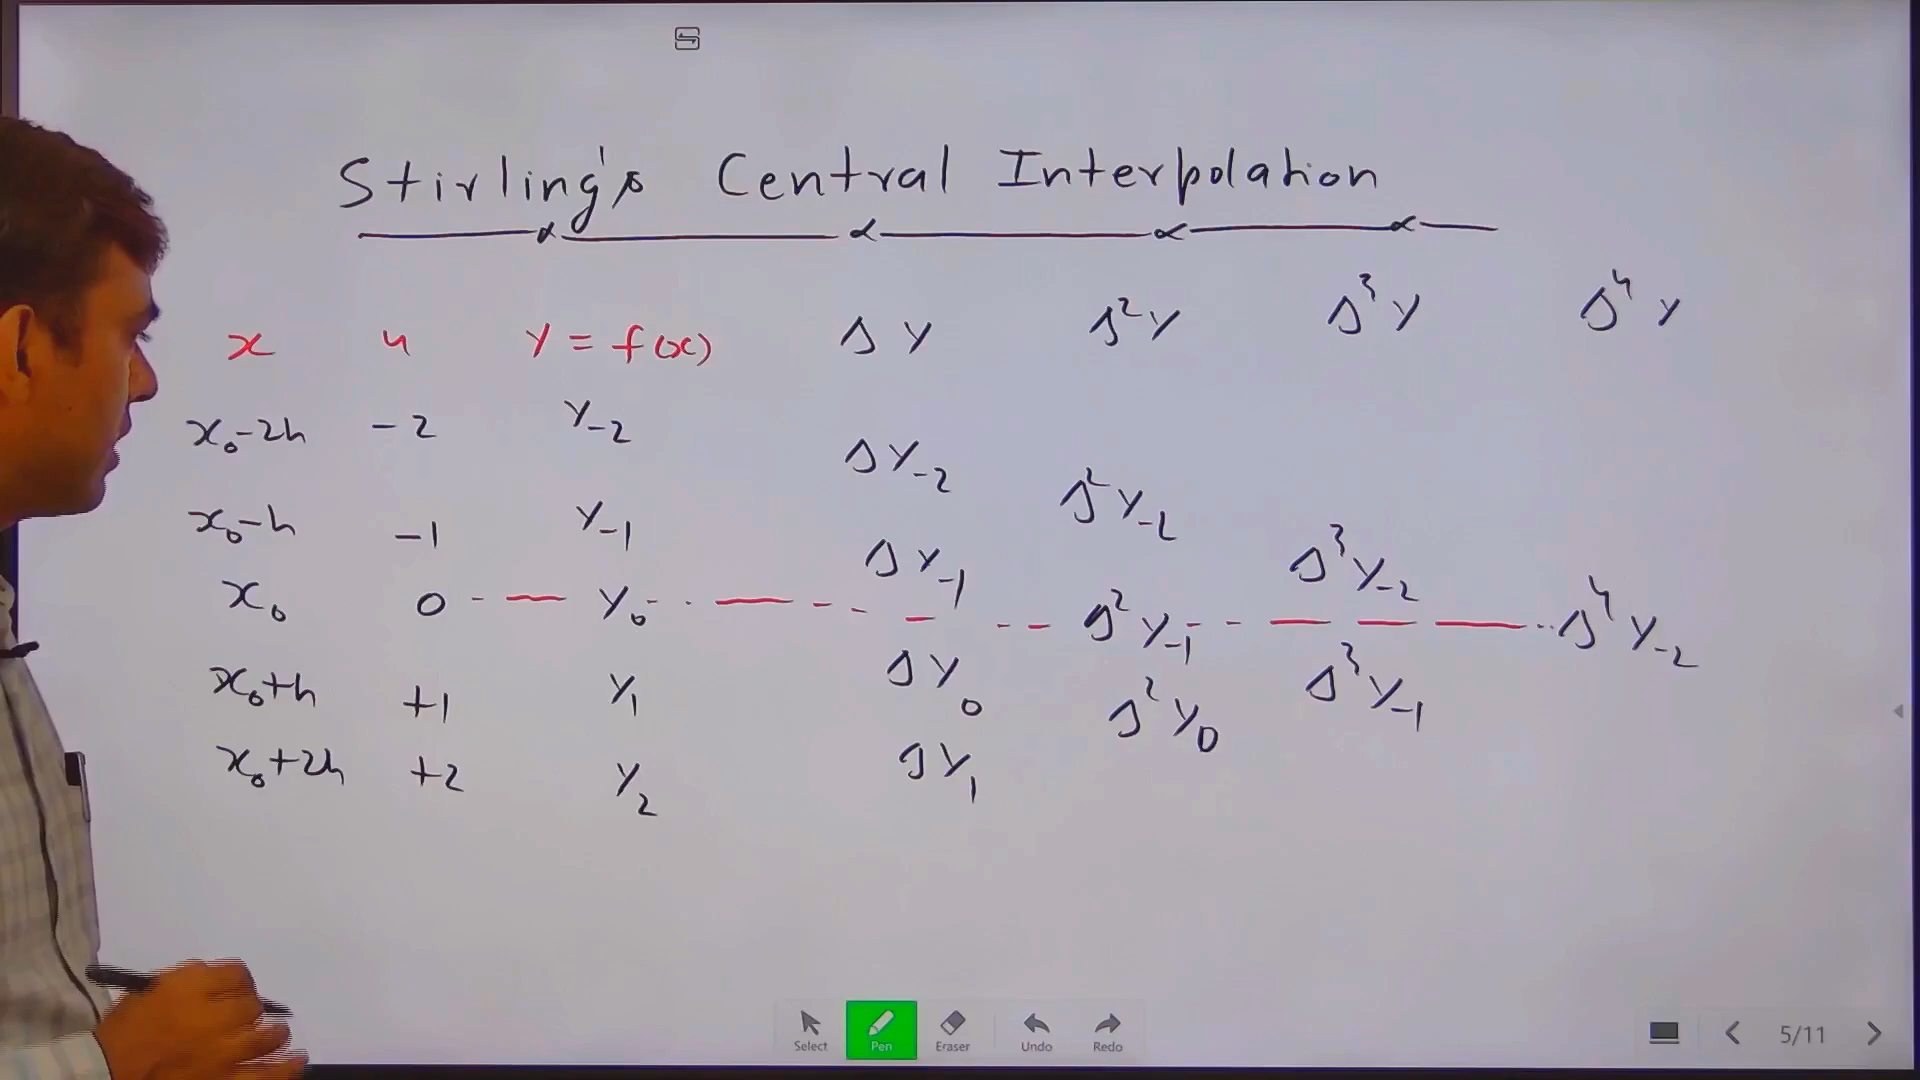 Stirling's Central Interpolation
x u y = f(x) Δy Δ²y Δ³y Δ⁴y
x₀-2h -2 y₋₂
Δy₋₂
Δ²y₋₂
x₀-h -1 y₋₁
Δy₋₁ Δ³y₋₂
x₀ 0 y₀ Δ²y₋₁ Δ⁴y₋₂
Δy₀ Δ³y₋₁
x₀+h +1 y₁
Δ²y₀
Δy₁
x₀+2h +2 y₂
Select Pen Eraser Undo Redo 5/11